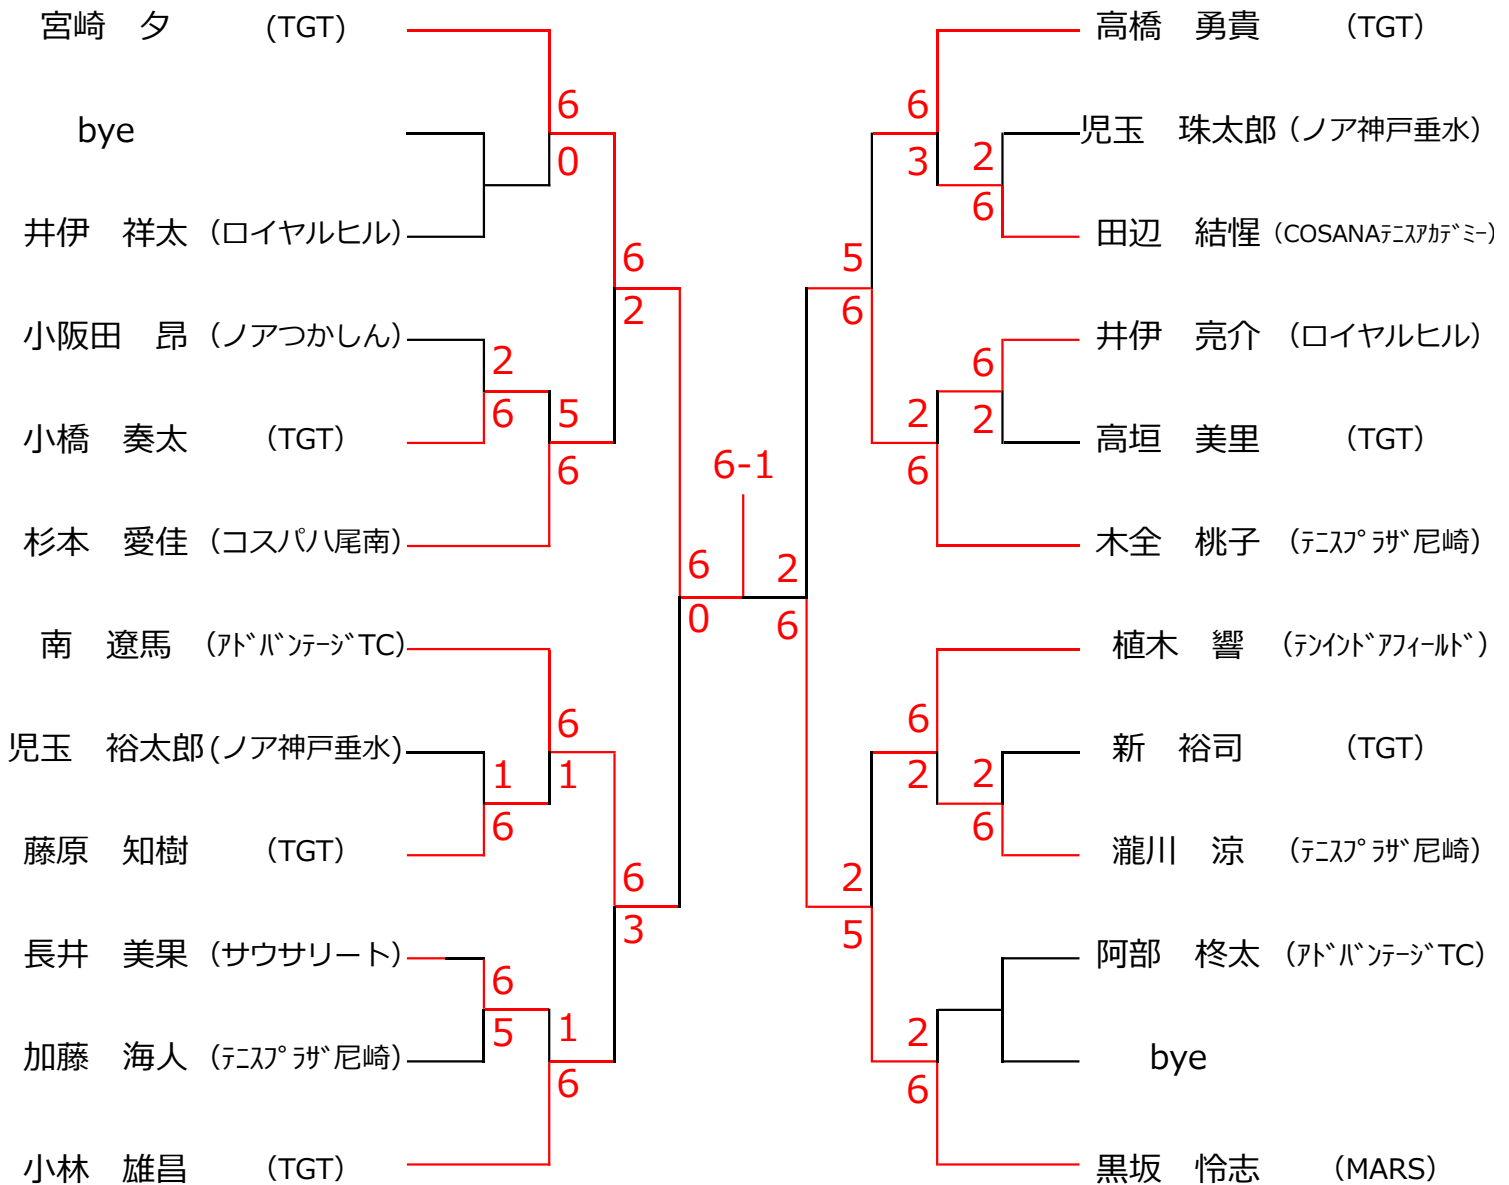 宮崎　夕　(TGT)
bye
井伊　祥太　（ロイヤルヒル）
小阪田　昂　（ノアつかしん）
小橋　奏太　（TGT）
杉本　愛佳　（コスパ八尾南）
南　遼馬　（ｱﾄﾞﾊﾞﾝﾃｰｼﾞTC）
児玉　裕太郎（ノア神戸垂水）
藤原　知樹　（TGT）
長井　美果　（サウサリート）
加藤　海人　（ﾃﾆｽﾌﾟﾗｻﾞ尼崎）
小林　雄昌　（TGT）
6
0
2
6
5
6
6
2
1
6
6
1
6
5
1
6
6
3
6
0
6-1
2
6
5
6
2
5
6
3
2
6
6
2
2
6
6
2
2
6
2
6
高橋　勇貴　（TGT）
児玉　珠太郎（ノア神戸垂水）
田辺　結惺（COSANAﾃﾆｽｱｶﾃﾞﾐｰ）
井伊　亮介　（ロイヤルヒル）
高垣　美里　（TGT）
木全　桃子　（ﾃﾆｽﾌﾟﾗｻﾞ尼崎）
植木　響　（ﾃﾝｲﾝﾄﾞｱﾌｨｰﾙﾄﾞ）
新　裕司　（TGT）
瀧川　涼　（ﾃﾆｽﾌﾟﾗｻﾞ尼崎）
阿部　柊太　（ｱﾄﾞﾊﾞﾝﾃｰｼﾞTC）
bye
黒坂　怜志　（MARS）